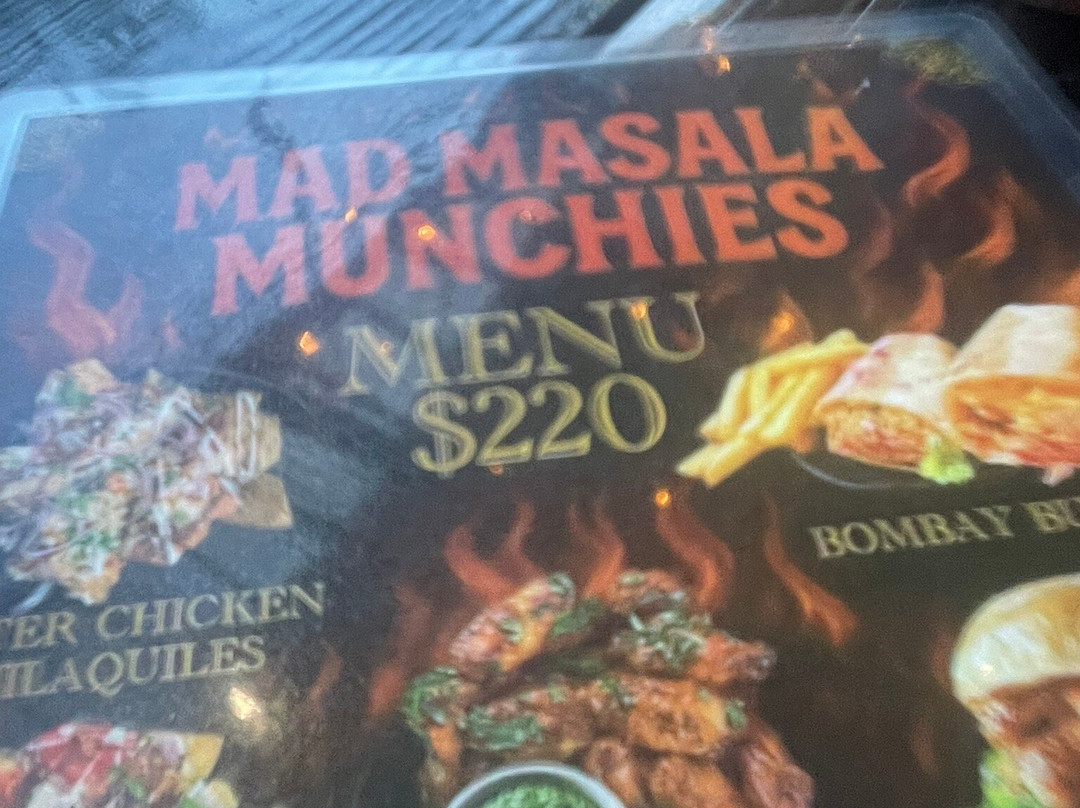 MAD MASALA
MUNCHIES
MENU
$220
BOMBAY BU
TER CHICKEN
ILAQUILES